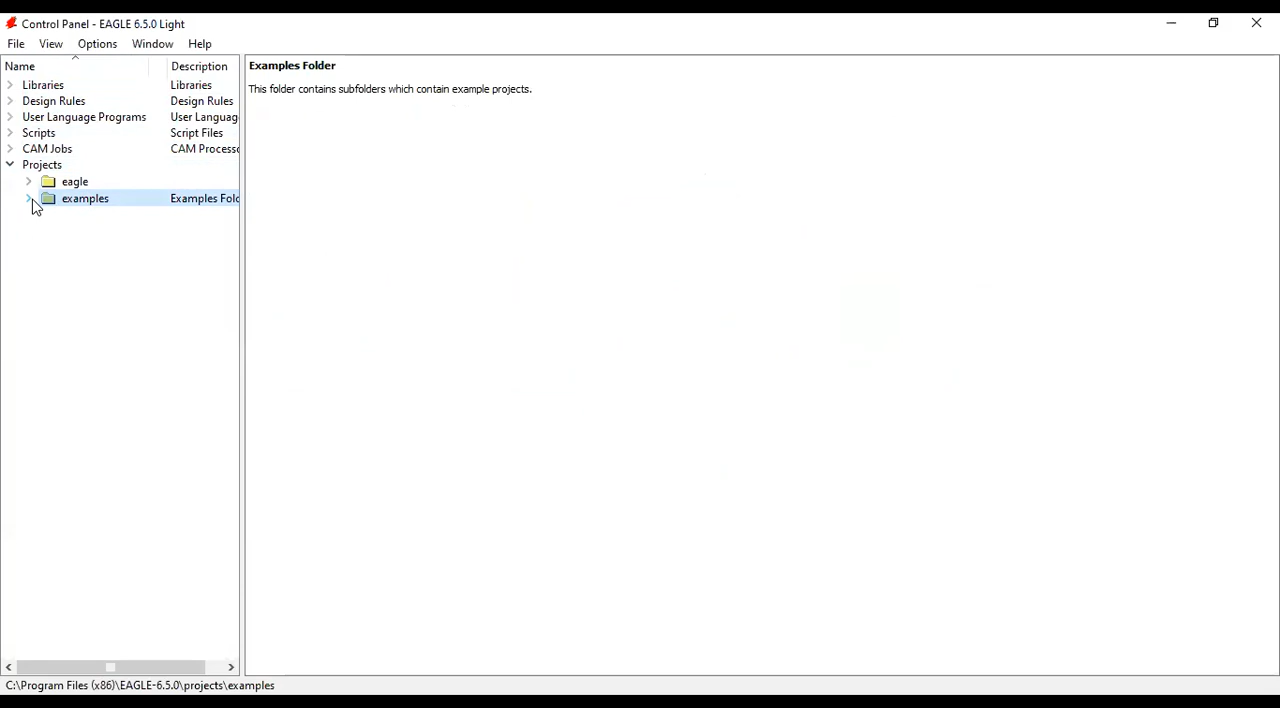 Control Panel - EAGLE 6.5.0 Light
File View Options Window Help
Name Description
Libraries Libraries
Design Rules Design Rules
User Language Programs User Languag
Scripts Script Files
CAM Jobs CAM Processo
Projects
eagle
examples Examples Fold
Examples Folder
This folder contains subfolders which contain example projects.
C:\Program Files (x86)\EAGLE-6.5.0\projects\examples